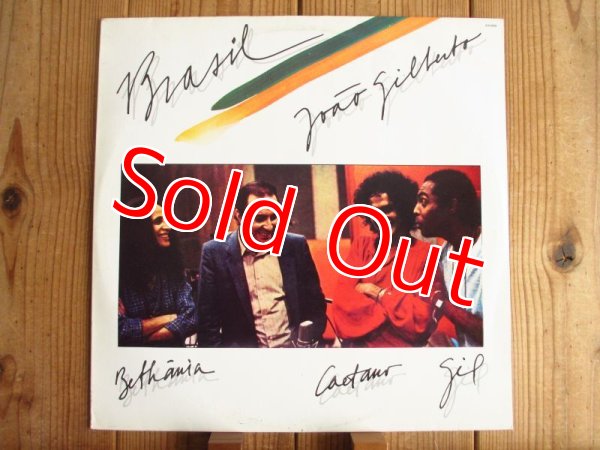 Brasil
João Gilberto
Sold Out
Bethânia Caetano Gil